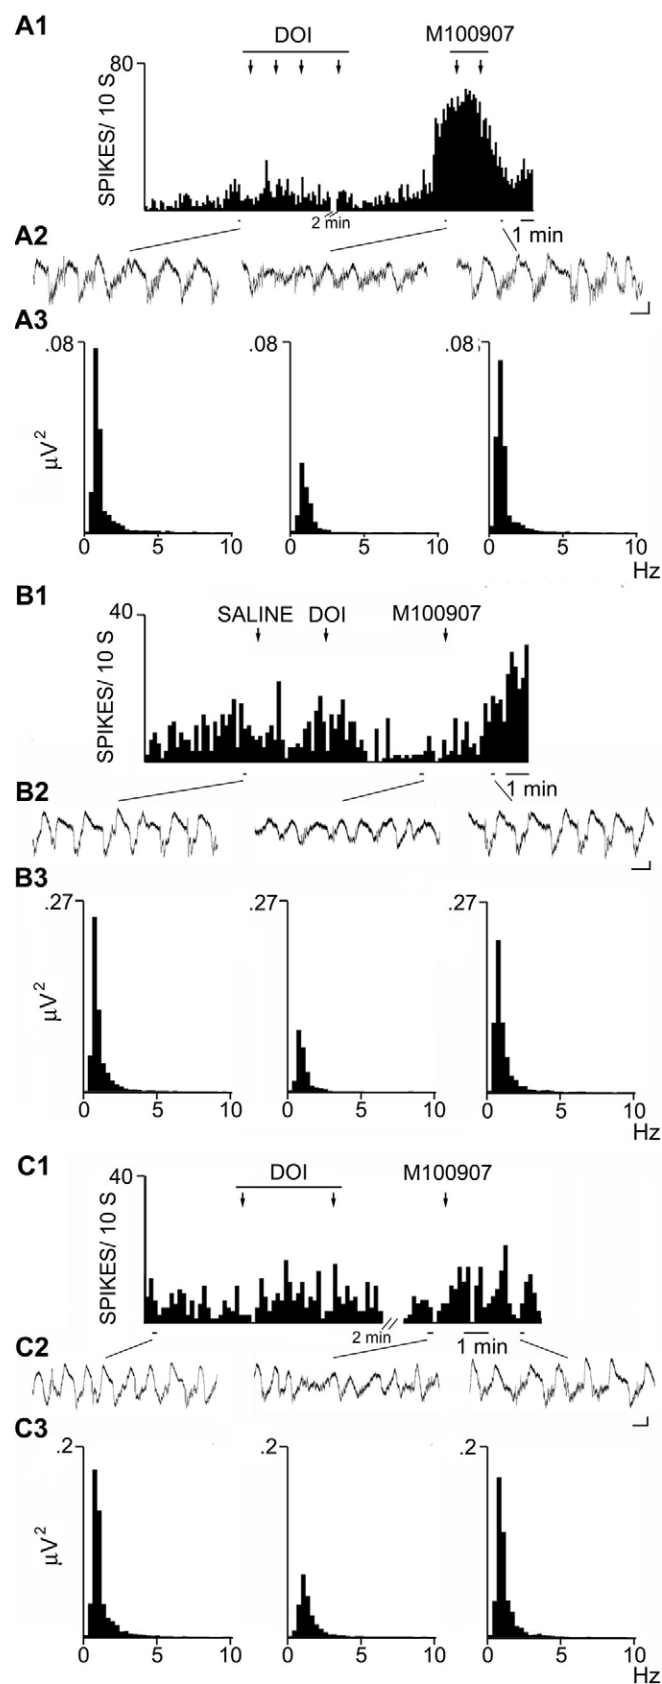 A1
DOI M100907
80
SPIKES/ 10 S
2 min
1 min
A2
A3
.08 .08 .08
μV2
0 5 10 0 5 10 0 5 10
Hz
B1
40
SALINE DOI M100907
SPIKES/ 10 S
1 min
B2
B3
.27 .27 .27
μV2
0 5 10 0 5 10 0 5 10
Hz
C1
DOI M100907
40
SPIKES/ 10 S
2 min
1 min
C2
C3
.2 .2 .2
μV2
0 5 10 0 5 10 0 5 10
Hz